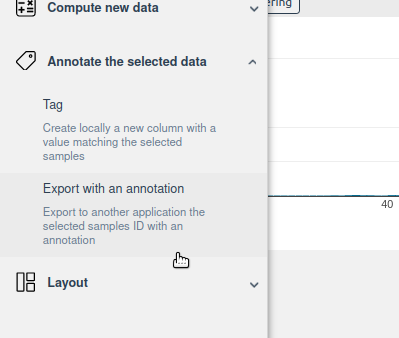 Compute new data
Annotate the selected data
Tag
Create locally a new column with a
value matching the selected
samples
Export with an annotation
Export to another application the
selected samples ID with an
annotation
Layout
40